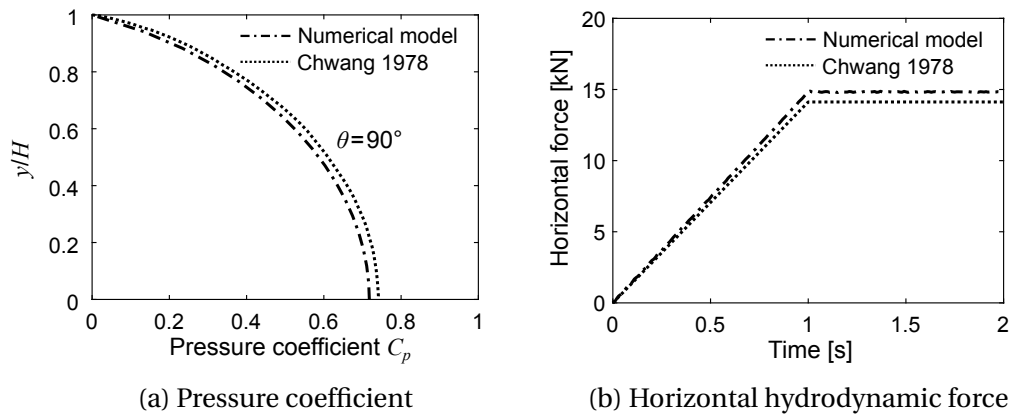 1
0.8
0.6
0.4
0.2
0
y/H
Numerical model
Chwang 1978
θ=90°
0 0.2 0.4 0.6 0.8 1
Pressure coefficient Cp
(a) Pressure coefficient
20
15
10
5
0
Horizontal force [kN]
Numerical model
Chwang 1978
0 0.5 1 1.5 2
Time [s]
(b) Horizontal hydrodynamic force